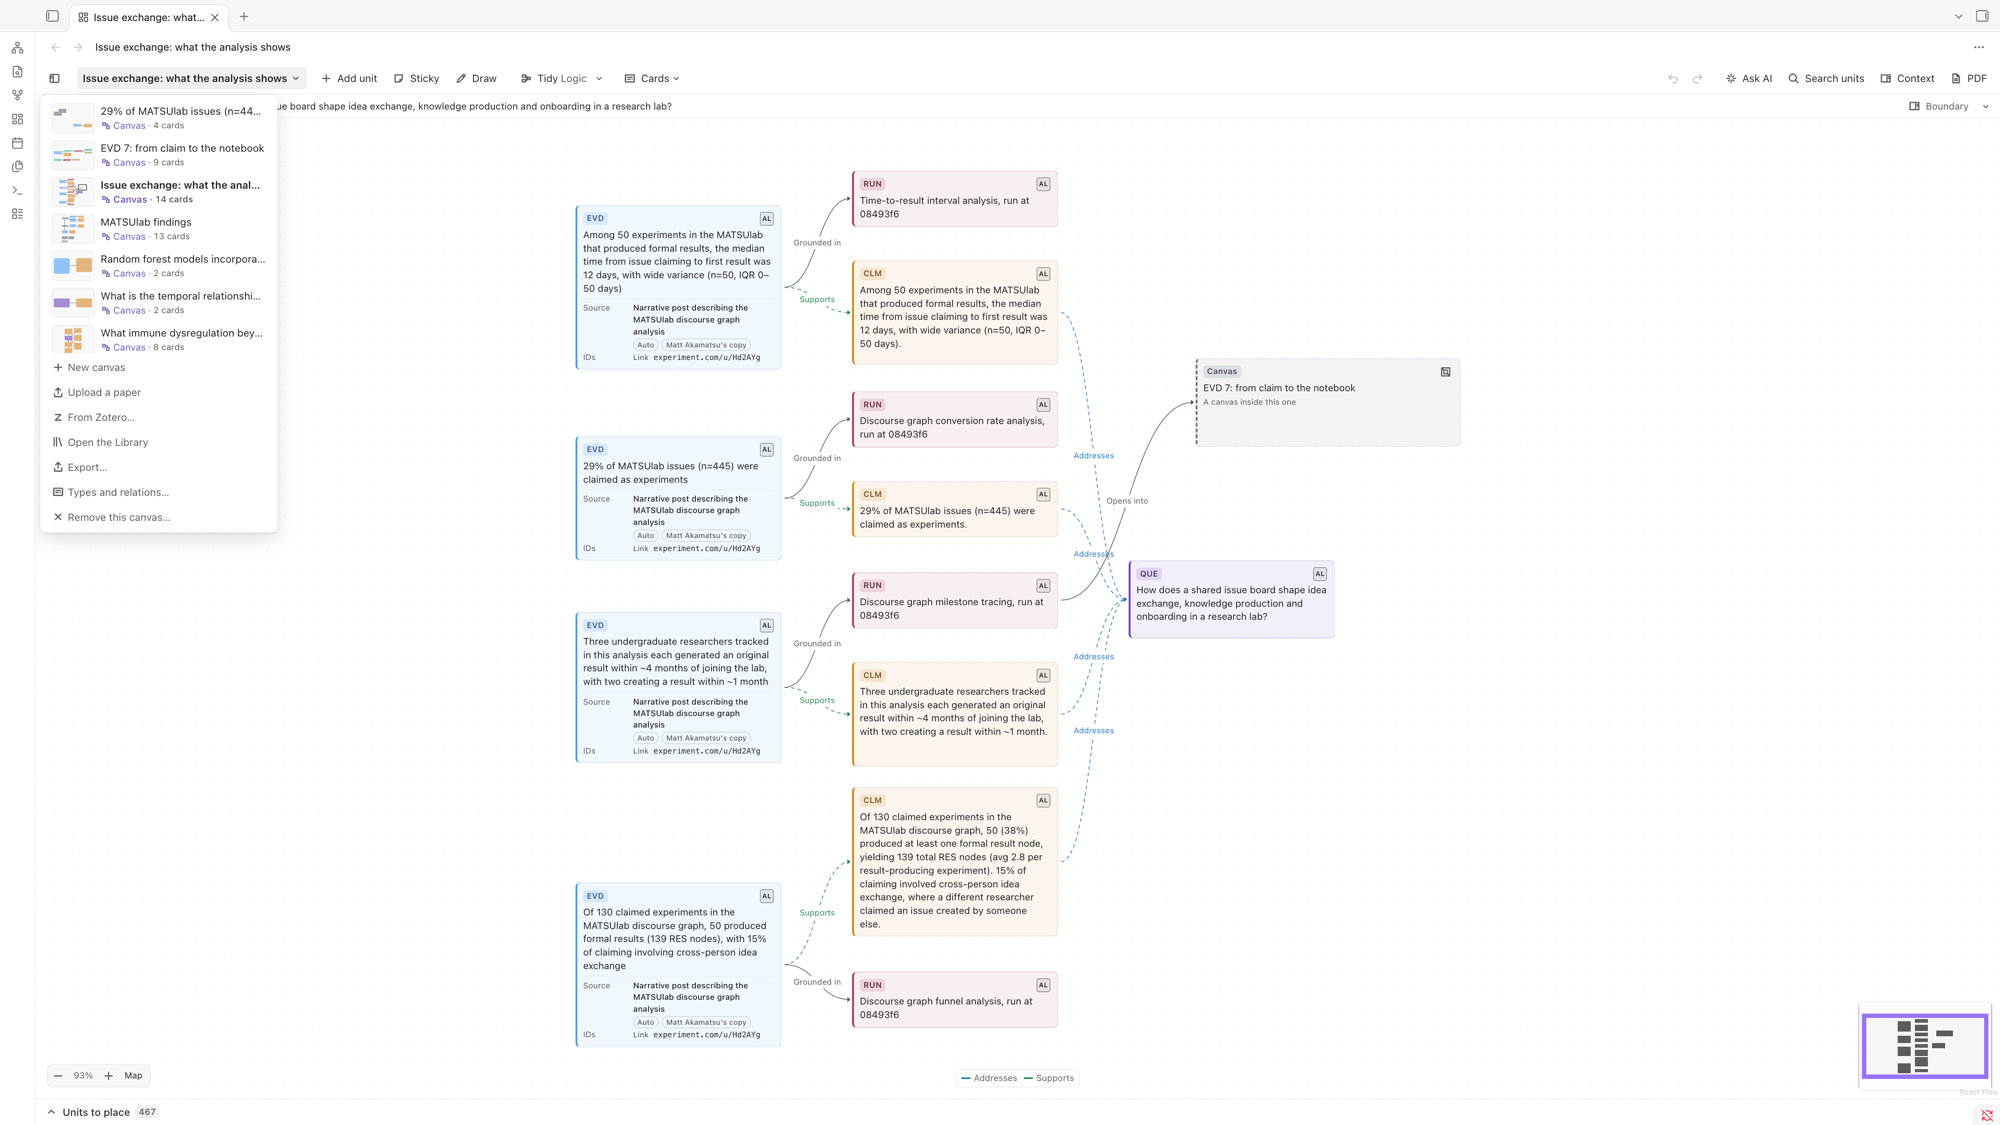 Issue exchange: what...
Issue exchange: what the analysis shows
Issue exchange: what the analysis shows
Add unit
Sticky
Draw
Tidy Logic
Cards
Ask AI
Search units
Context
PDF
ue board shape idea exchange, knowledge production and onboarding in a research lab?
Boundary
29% of MATSUlab issues (n=44...
Canvas · 4 cards
EVD 7: from claim to the notebook
Canvas · 9 cards
Issue exchange: what the anal...
Canvas · 14 cards
MATSUlab findings
Canvas · 13 cards
Random forest models incorpora...
Canvas · 2 cards
What is the temporal relationshi...
Canvas · 2 cards
What immune dysregulation bey...
Canvas · 8 cards
New canvas
Upload a paper
Z From Zotero...
Open the Library
Export...
Types and relations...
Remove this canvas...
EVD AL
Among 50 experiments in the MATSUlab
that produced formal results, the median
time from issue claiming to first result was
12 days, with wide variance (n=50, IQR 0–
50 days)
Source Narrative post describing the
MATSUlab discourse graph
analysis
Auto Matt Akamatsu's copy
IDs Link experiment.com/u/Hd2AYg
Grounded in
Supports
RUN AL
Time-to-result interval analysis, run at
08493f6
CLM AL
Among 50 experiments in the MATSUlab
that produced formal results, the median
time from issue claiming to first result was
12 days, with wide variance (n=50, IQR 0–
50 days).
EVD AL
29% of MATSUlab issues (n=445) were
claimed as experiments
Source Narrative post describing the
MATSUlab discourse graph
analysis
Auto Matt Akamatsu's copy
IDs Link experiment.com/u/Hd2AYg
Grounded in
Supports
RUN AL
Discourse graph conversion rate analysis,
run at 08493f6
CLM AL
29% of MATSUlab issues (n=445) were
claimed as experiments.
EVD AL
Three undergraduate researchers tracked
in this analysis each generated an original
result within ~4 months of joining the lab,
with two creating a result within ~1 month
Source Narrative post describing the
MATSUlab discourse graph
analysis
Auto Matt Akamatsu's copy
IDs Link experiment.com/u/Hd2AYg
Grounded in
Supports
RUN AL
Discourse graph milestone tracing, run at
08493f6
CLM AL
Three undergraduate researchers tracked
in this analysis each generated an original
result within ~4 months of joining the lab,
with two creating a result within ~1 month.
EVD AL
Of 130 claimed experiments in the
MATSUlab discourse graph, 50 produced
formal results (139 RES nodes), with 15%
of claiming involving cross-person idea
exchange
Source Narrative post describing the
MATSUlab discourse graph
analysis
Auto Matt Akamatsu's copy
IDs Link experiment.com/u/Hd2AYg
Supports
Grounded in
CLM AL
Of 130 claimed experiments in the
MATSUlab discourse graph, 50 (38%)
produced at least one formal result node,
yielding 139 total RES nodes (avg 2.8 per
result-producing experiment). 15% of
claiming involved cross-person idea
exchange, where a different researcher
claimed an issue created by someone
else.
RUN AL
Discourse graph funnel analysis, run at
08493f6
Addresses
Opens into
Addresses
Addresses
Addresses
Canvas
EVD 7: from claim to the notebook
A canvas inside this one
QUE AL
How does a shared issue board shape idea
exchange, knowledge production and
onboarding in a research lab?
93% Map
Addresses Supports
React Flow
Units to place 467